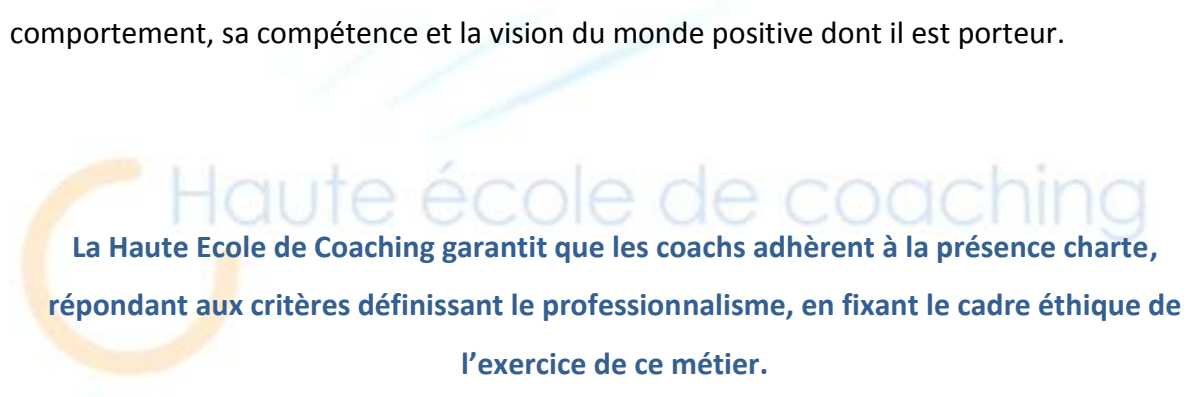 comportement, sa compétence et la vision du monde positive dont il est porteur.
Haute école de coaching
La Haute Ecole de Coaching garantit que les coachs adhèrent à la présence charte,
répondant aux critères définissant le professionnalisme, en fixant le cadre éthique de
l’exercice de ce métier.